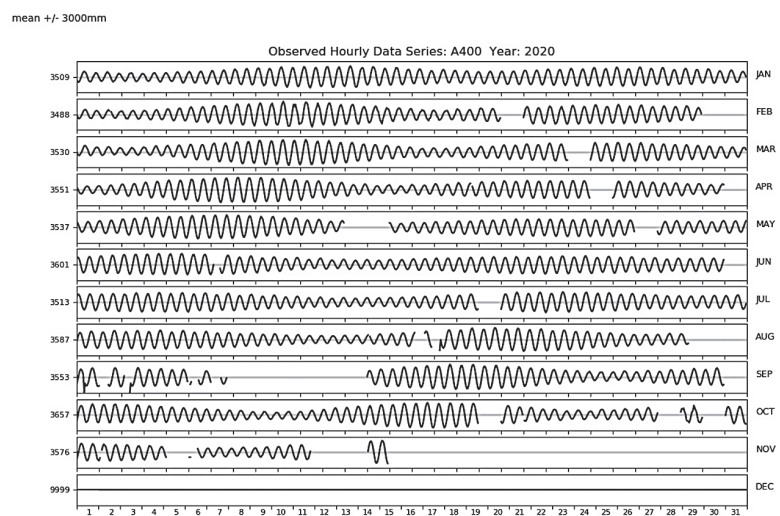 mean +/- 3000mm
Observed Hourly Data Series: A400 Year: 2020
3509 JAN
3488 FEB
3530 MAR
3551 APR
3537 MAY
3601 JUN
3513 JUL
3587 AUG
3553 SEP
3657 OCT
3576 NOV
9999 DEC
1 2 3 4 5 6 7 8 9 10 11 12 13 14 15 16 17 18 19 20 21 22 23 24 25 26 27 28 29 30 31